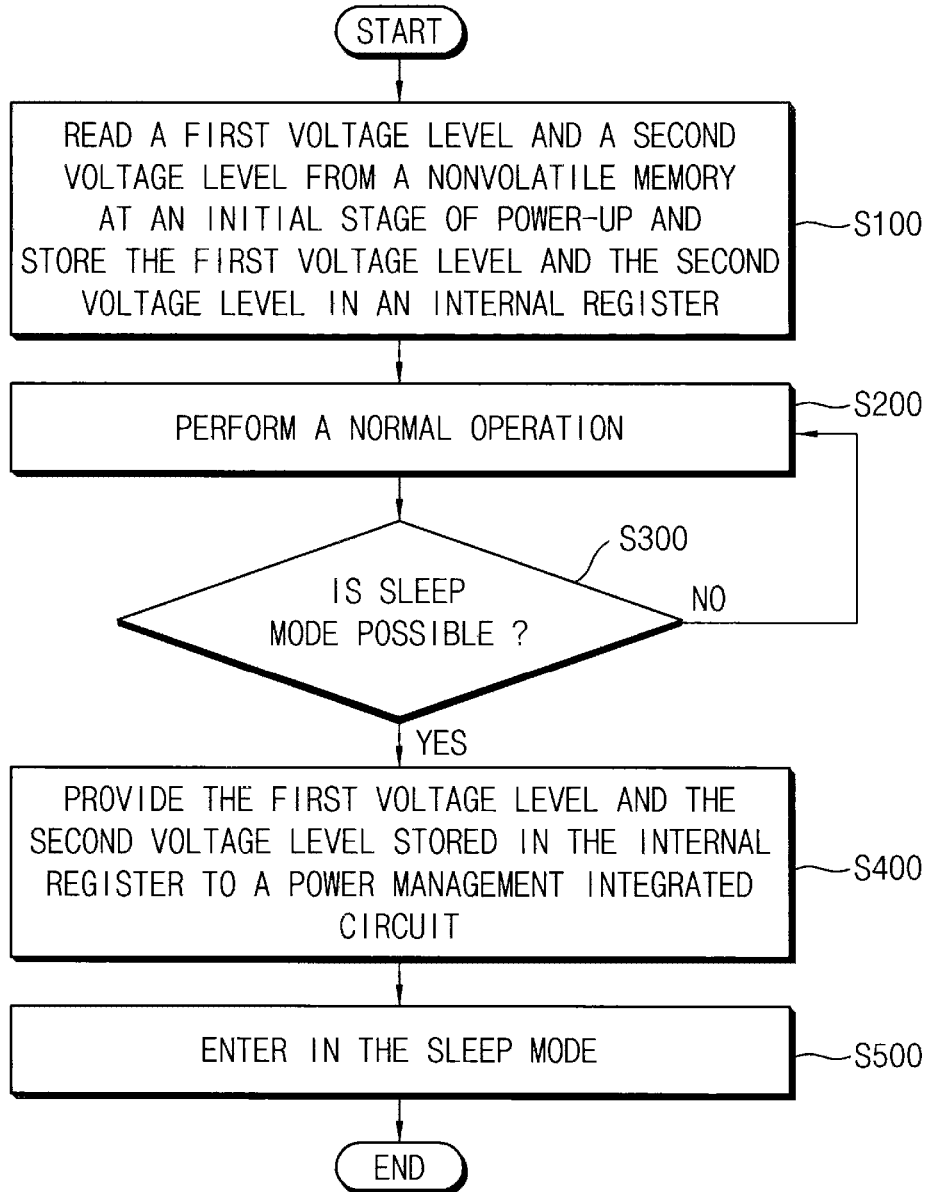 START
READ A FIRST VOLTAGE LEVEL AND A SECOND
VOLTAGE LEVEL FROM A NONVOLATILE MEMORY
AT AN INITIAL STAGE OF POWER-UP AND
STORE THE FIRST VOLTAGE LEVEL AND THE SECOND
VOLTAGE LEVEL IN AN INTERNAL REGISTER
S100
PERFORM A NORMAL OPERATION
S200
IS SLEEP
MODE POSSIBLE ?
S300
NO
YES
PROVIDE THE FIRST VOLTAGE LEVEL AND THE
SECOND VOLTAGE LEVEL STORED IN THE INTERNAL
REGISTER TO A POWER MANAGEMENT INTEGRATED
CIRCUIT
S400
ENTER IN THE SLEEP MODE
S500
END